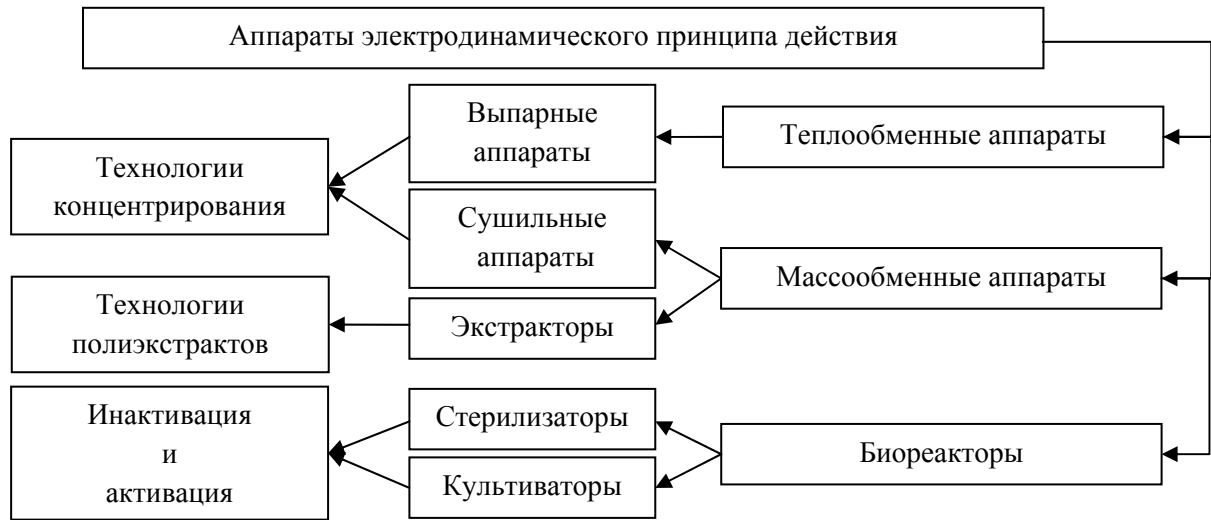 Аппараты электродинамического принципа действия
Выпарные
аппараты
Теплообменные аппараты
Технологии
концентрирования
Сушильные
аппараты
Массообменные аппараты
Технологии
полиэкстрактов
Экстракторы
Инактивация
и
активация
Стерилизаторы
Биореакторы
Культиваторы